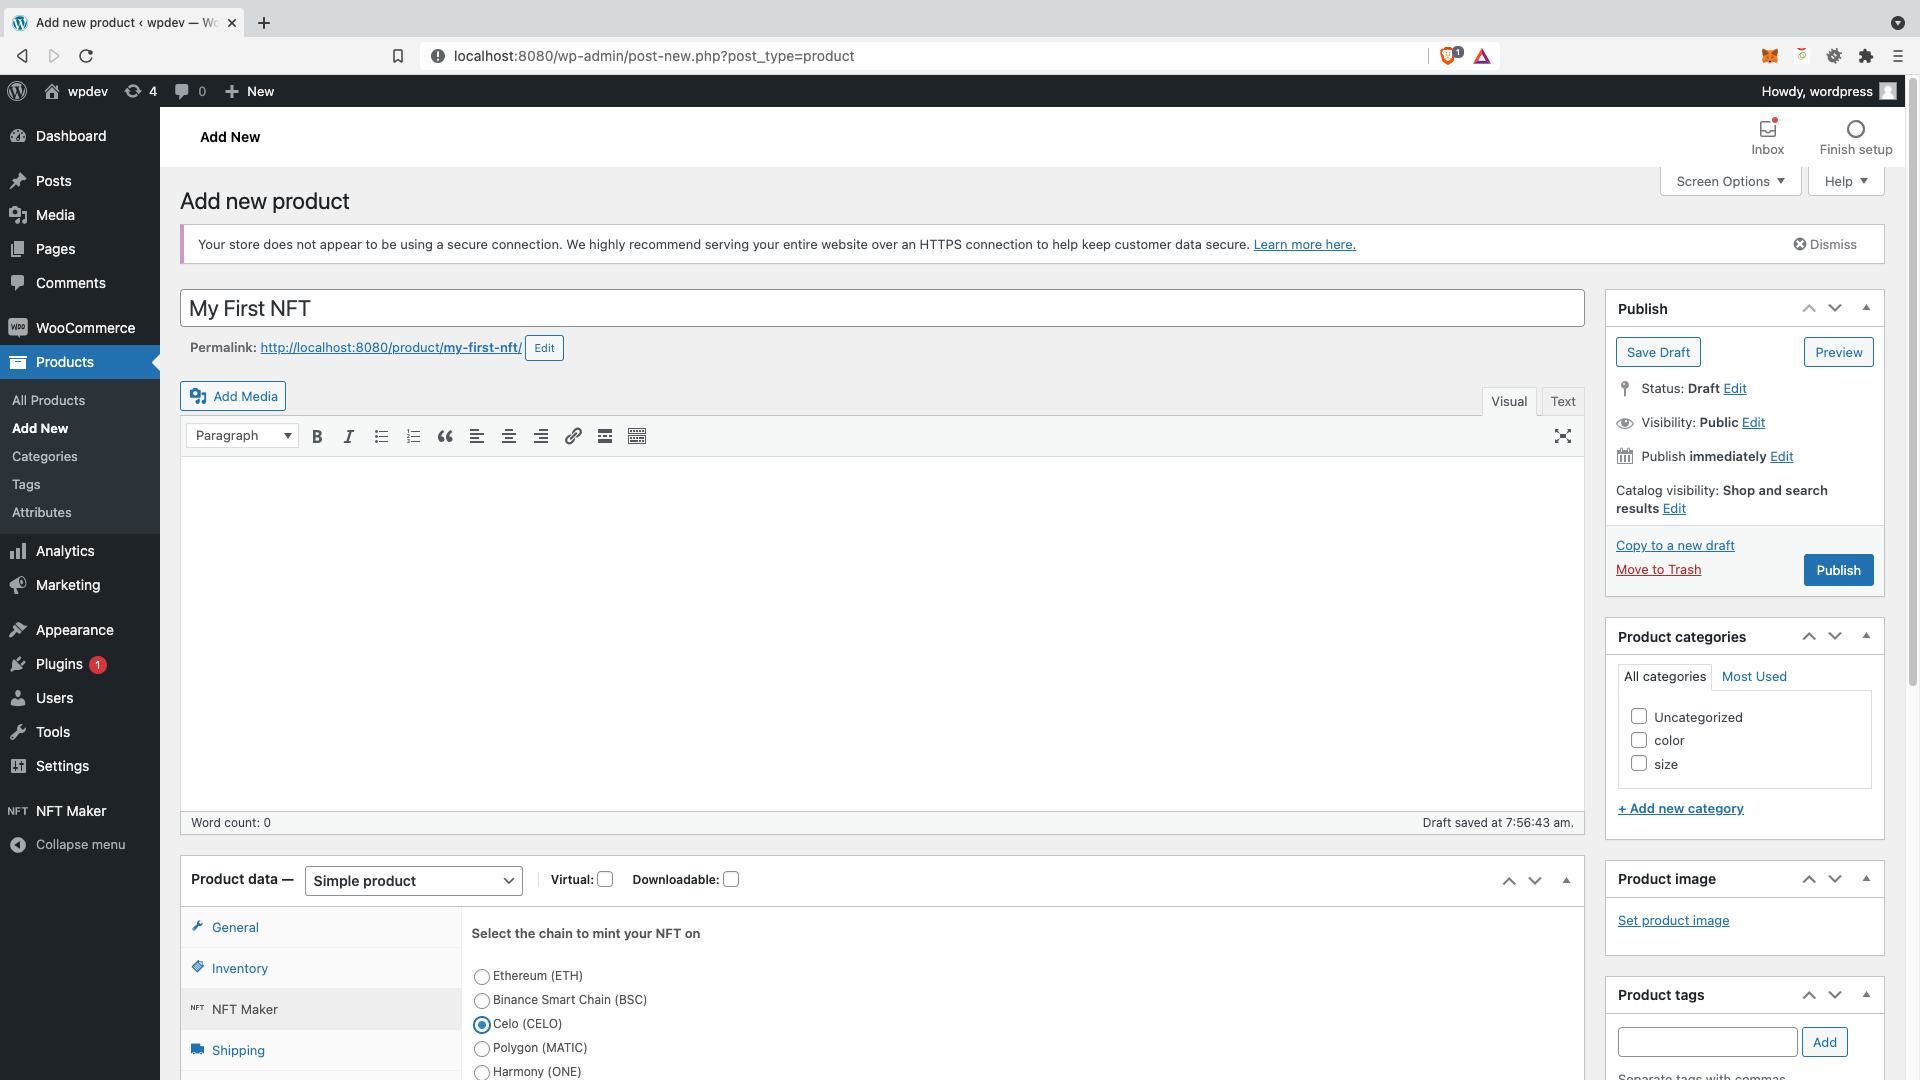 Add new product ‹ wpdev — Wo
localhost:8080/wp-admin/post-new.php?post_type=product
1
wpdev
4
0
New
Howdy, wordpress
Dashboard
Posts
Media
Pages
Comments
WOO
WooCommerce
Products
All Products
Add New
Categories
Tags
Attributes
Analytics
Marketing
Appearance
Plugins 1
Users
Tools
Settings
NFT NFT Maker
Collapse menu
Add New
Inbox
Finish setup
Screen Options
Help
Add new product
Your store does not appear to be using a secure connection. We highly recommend serving your entire website over an HTTPS connection to help keep customer data secure. Learn more here.
Dismiss
My First NFT
Permalink: http://localhost:8080/product/my-first-nft/ Edit
Add Media
Visual
Text
Paragraph
Word count: 0
Draft saved at 7:56:43 am.
Product data —
Simple product
Virtual:
Downloadable:
General
Inventory
NFT NFT Maker
Shipping
Select the chain to mint your NFT on
Ethereum (ETH)
Binance Smart Chain (BSC)
Celo (CELO)
Polygon (MATIC)
Harmony (ONE)
Publish
Save Draft
Preview
Status: Draft Edit
Visibility: Public Edit
Publish immediately Edit
Catalog visibility: Shop and search
results Edit
Copy to a new draft
Move to Trash
Publish
Product categories
All categories
Most Used
Uncategorized
color
size
+ Add new category
Product image
Set product image
Product tags
Add
Separate tags with commas